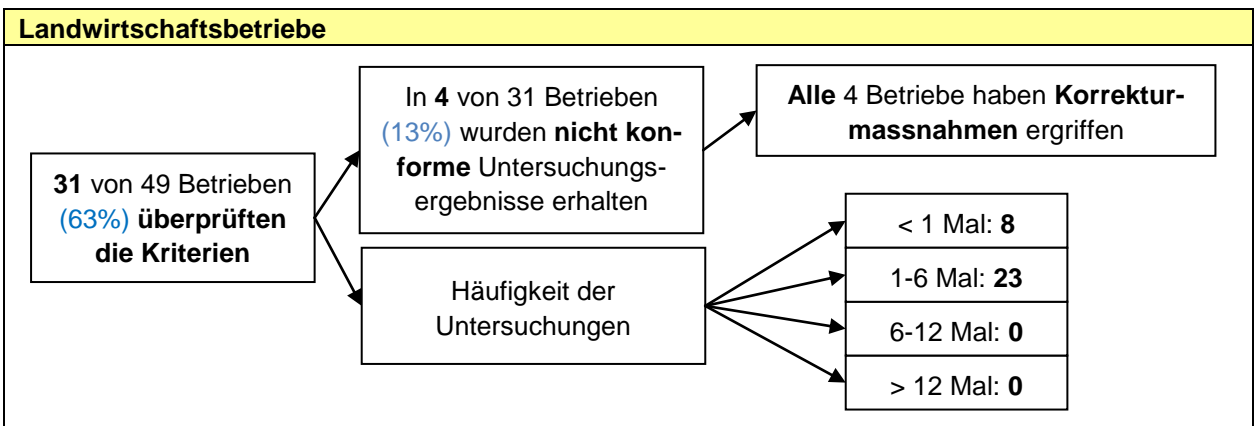 Landwirtschaftsbetriebe
31 von 49 Betrieben
(63%) überprüften
die Kriterien
In 4 von 31 Betrieben
(13%) wurden nicht kon-
forme Untersuchungs-
ergebnisse erhalten
Alle 4 Betriebe haben Korrektur-
massnahmen ergriffen
Häufigkeit der
Untersuchungen
< 1 Mal: 8
1-6 Mal: 23
6-12 Mal: 0
> 12 Mal: 0